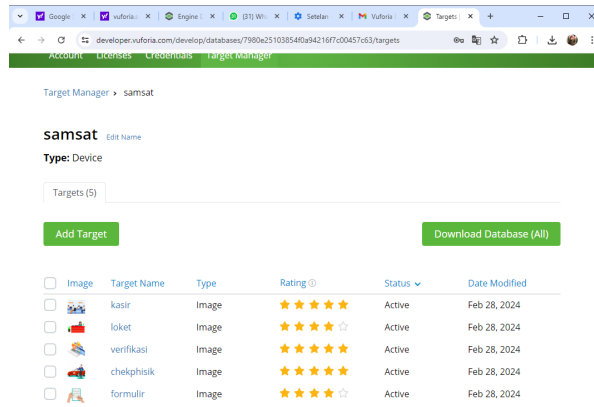 Google
vuforia.c
Engine D
(31) Wha
Setelan
Vuforia
Targets |
developer.vuforia.com/develop/databases/7980e25103854f0a94216f7c00457c63/targets
Account Licenses Credentials Target Manager
Target Manager > samsat
samsat Edit Name
Type: Device
Targets (5)
Add Target
Download Database (All)
Image Target Name Type Rating Status Date Modified
kasir Image Active Feb 28, 2024
loket Image Active Feb 28, 2024
verifikasi Image Active Feb 28, 2024
chekphisik Image Active Feb 28, 2024
formulir Image Active Feb 28, 2024